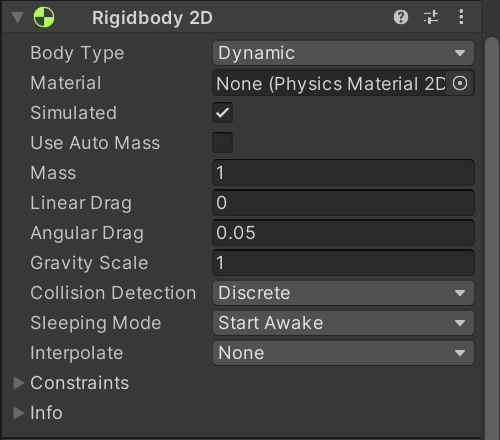 Rigidbody 2D
Body Type Dynamic
Material None (Physics Material 2D
Simulated
Use Auto Mass
Mass 1
Linear Drag 0
Angular Drag 0.05
Gravity Scale 1
Collision Detection Discrete
Sleeping Mode Start Awake
Interpolate None
Constraints
Info